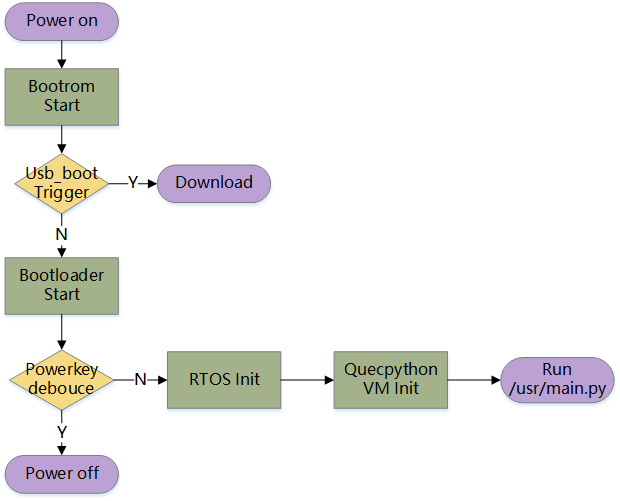 Power on
Bootrom
Start
Usb_boot
Trigger
Y
Download
N
Bootloader
Start
Powerkey
debouce
N
RTOS Init
Quecpython
VM Init
Run
/usr/main.py
Y
Power off